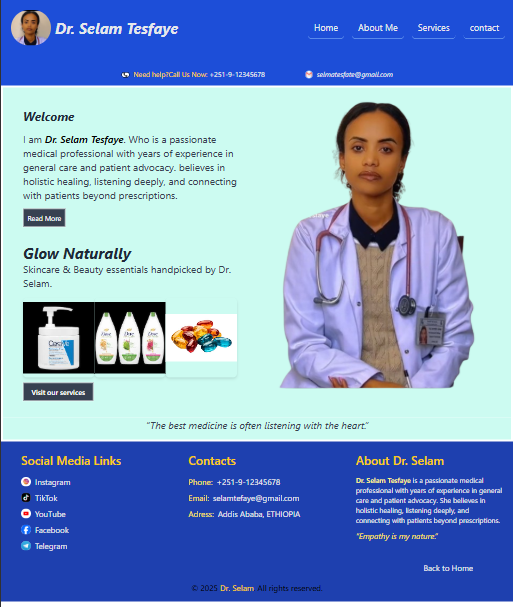 Dr. Selam Tesfaye
Home
About Me
Services
contact
Need help?Call Us Now: +251-9-12345678
selmatesfate@gmail.com
Welcome
I am Dr. Selam Tesfaye. Who is a passionate
medical professional with years of experience in
general care and patient advocacy. believes in
holistic healing, listening deeply, and connecting
with patients beyond prescriptions.
Read More
Glow Naturally
Skincare & Beauty essentials handpicked by Dr.
Selam.
CeraVe
Dove
Dove
Dove
Visit our services
"The best medicine is often listening with the heart."
Social Media Links
Instagram
TikTok
YouTube
Facebook
Telegram
Contacts
Phone: +251-9-12345678
Email: selamtefaye@gmail.com
Adress: Addis Ababa, ETHIOPIA
About Dr. Selam
Dr. Selam Tesfaye is a passionate medical
professional with years of experience in general
care and patient advocacy. She believes in
holistic healing, listening deeply, and
connecting with patients beyond prescriptions.
"Empathy is my nature."
Back to Home
© 2025 Dr. Selam. All rights reserved.